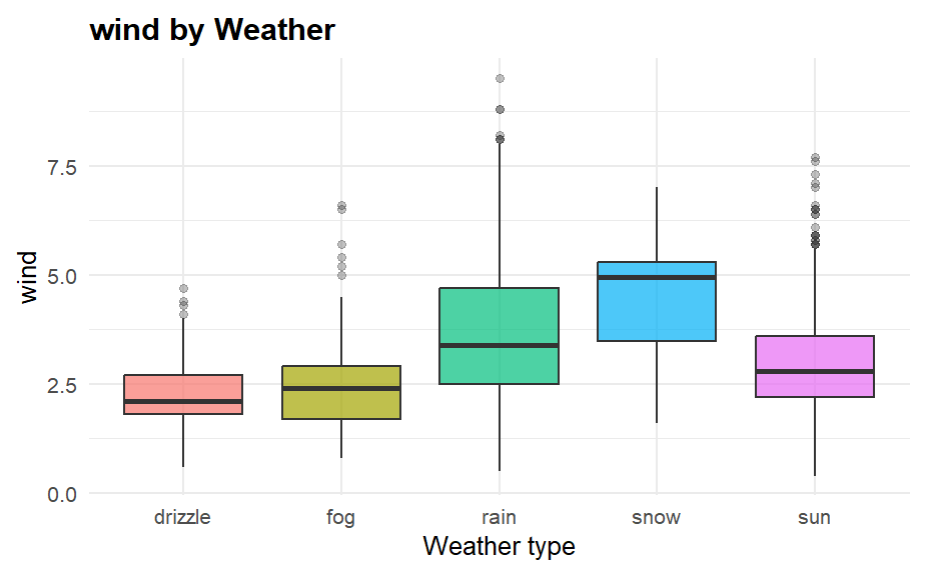 wind by Weather
wind
7.5
5.0
2.5
0.0
drizzle fog rain snow sun
Weather type